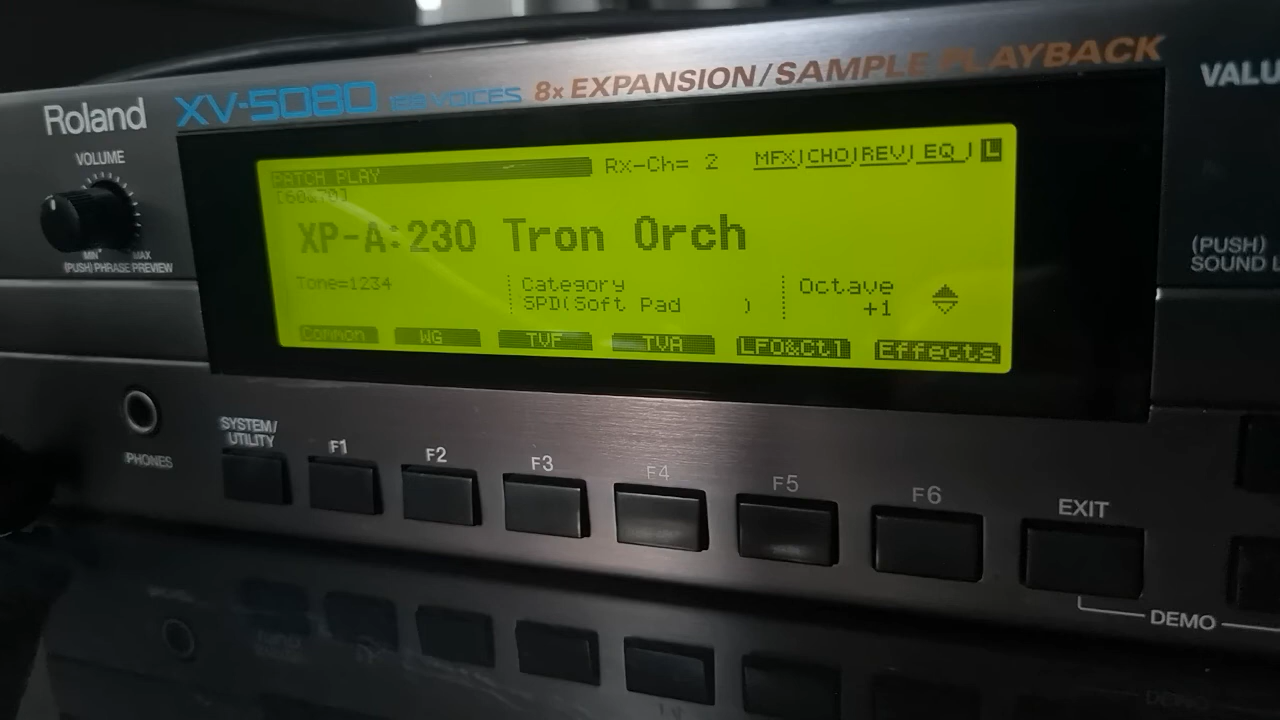 Roland XV-5080 128 VOICES 8x EXPANSION/SAMPLE PLAYBACK
VOLUME
MIN MAX
(PUSH) PHRASE PREVIEW
PATCH PLAY Rx-Ch= 2 MFX CHO REV EQ L
[60&70]
XP-A:230 Tron Orch
Tone=1234
Category
SPD(Soft Pad )
Octave
+1
Common WG TVF TVA LFO&Ctl Effects
(PUSH)
PHONES
SYSTEM/
UTILITY
F1 F2 F3 F4 F5 F6 EXIT
DEMO